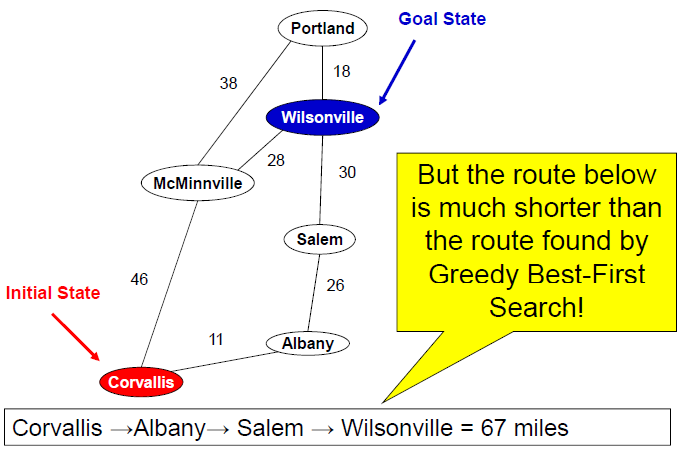 Portland
Goal State
18
38
Wilsonville
28
30
McMinnville
But the route below
is much shorter than
the route found by
Greedy Best-First
Search!
Salem
46
26
Initial State
11
Albany
Corvallis
Corvallis →Albany→ Salem → Wilsonville = 67 miles